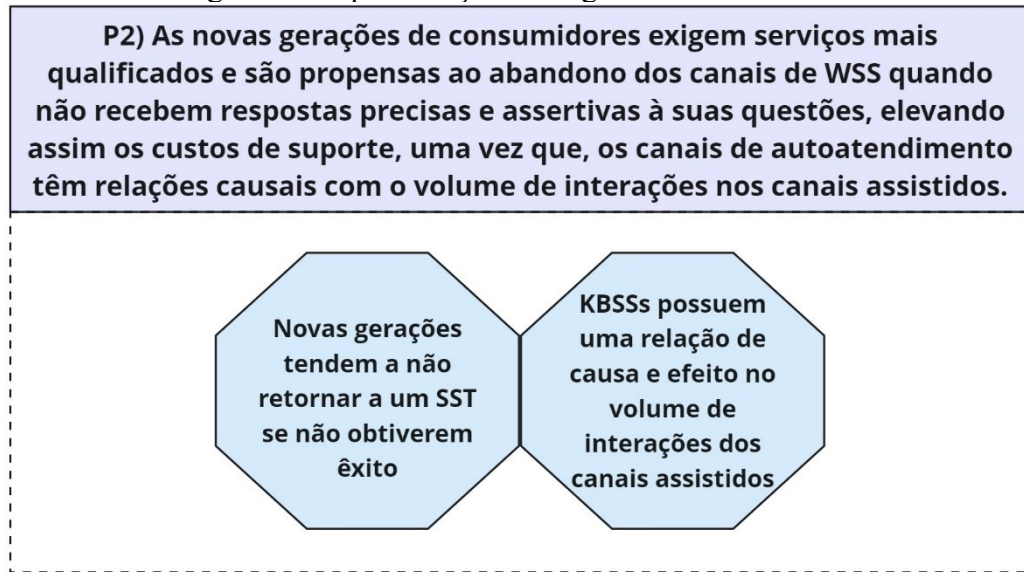 P2) As novas gerações de consumidores exigem serviços mais
qualificados e são propensas ao abandono dos canais de WSS quando
não recebem respostas precisas e assertivas à suas questões, elevando
assim os custos de suporte, uma vez que, os canais de autoatendimento
têm relações causais com o volume de interações nos canais assistidos.
Novas gerações
tendem a não
retornar a um SST
se não obtiverem
êxito
KBSSs possuem
uma relação de
causa e efeito no
volume de
interações dos
canais assistidos